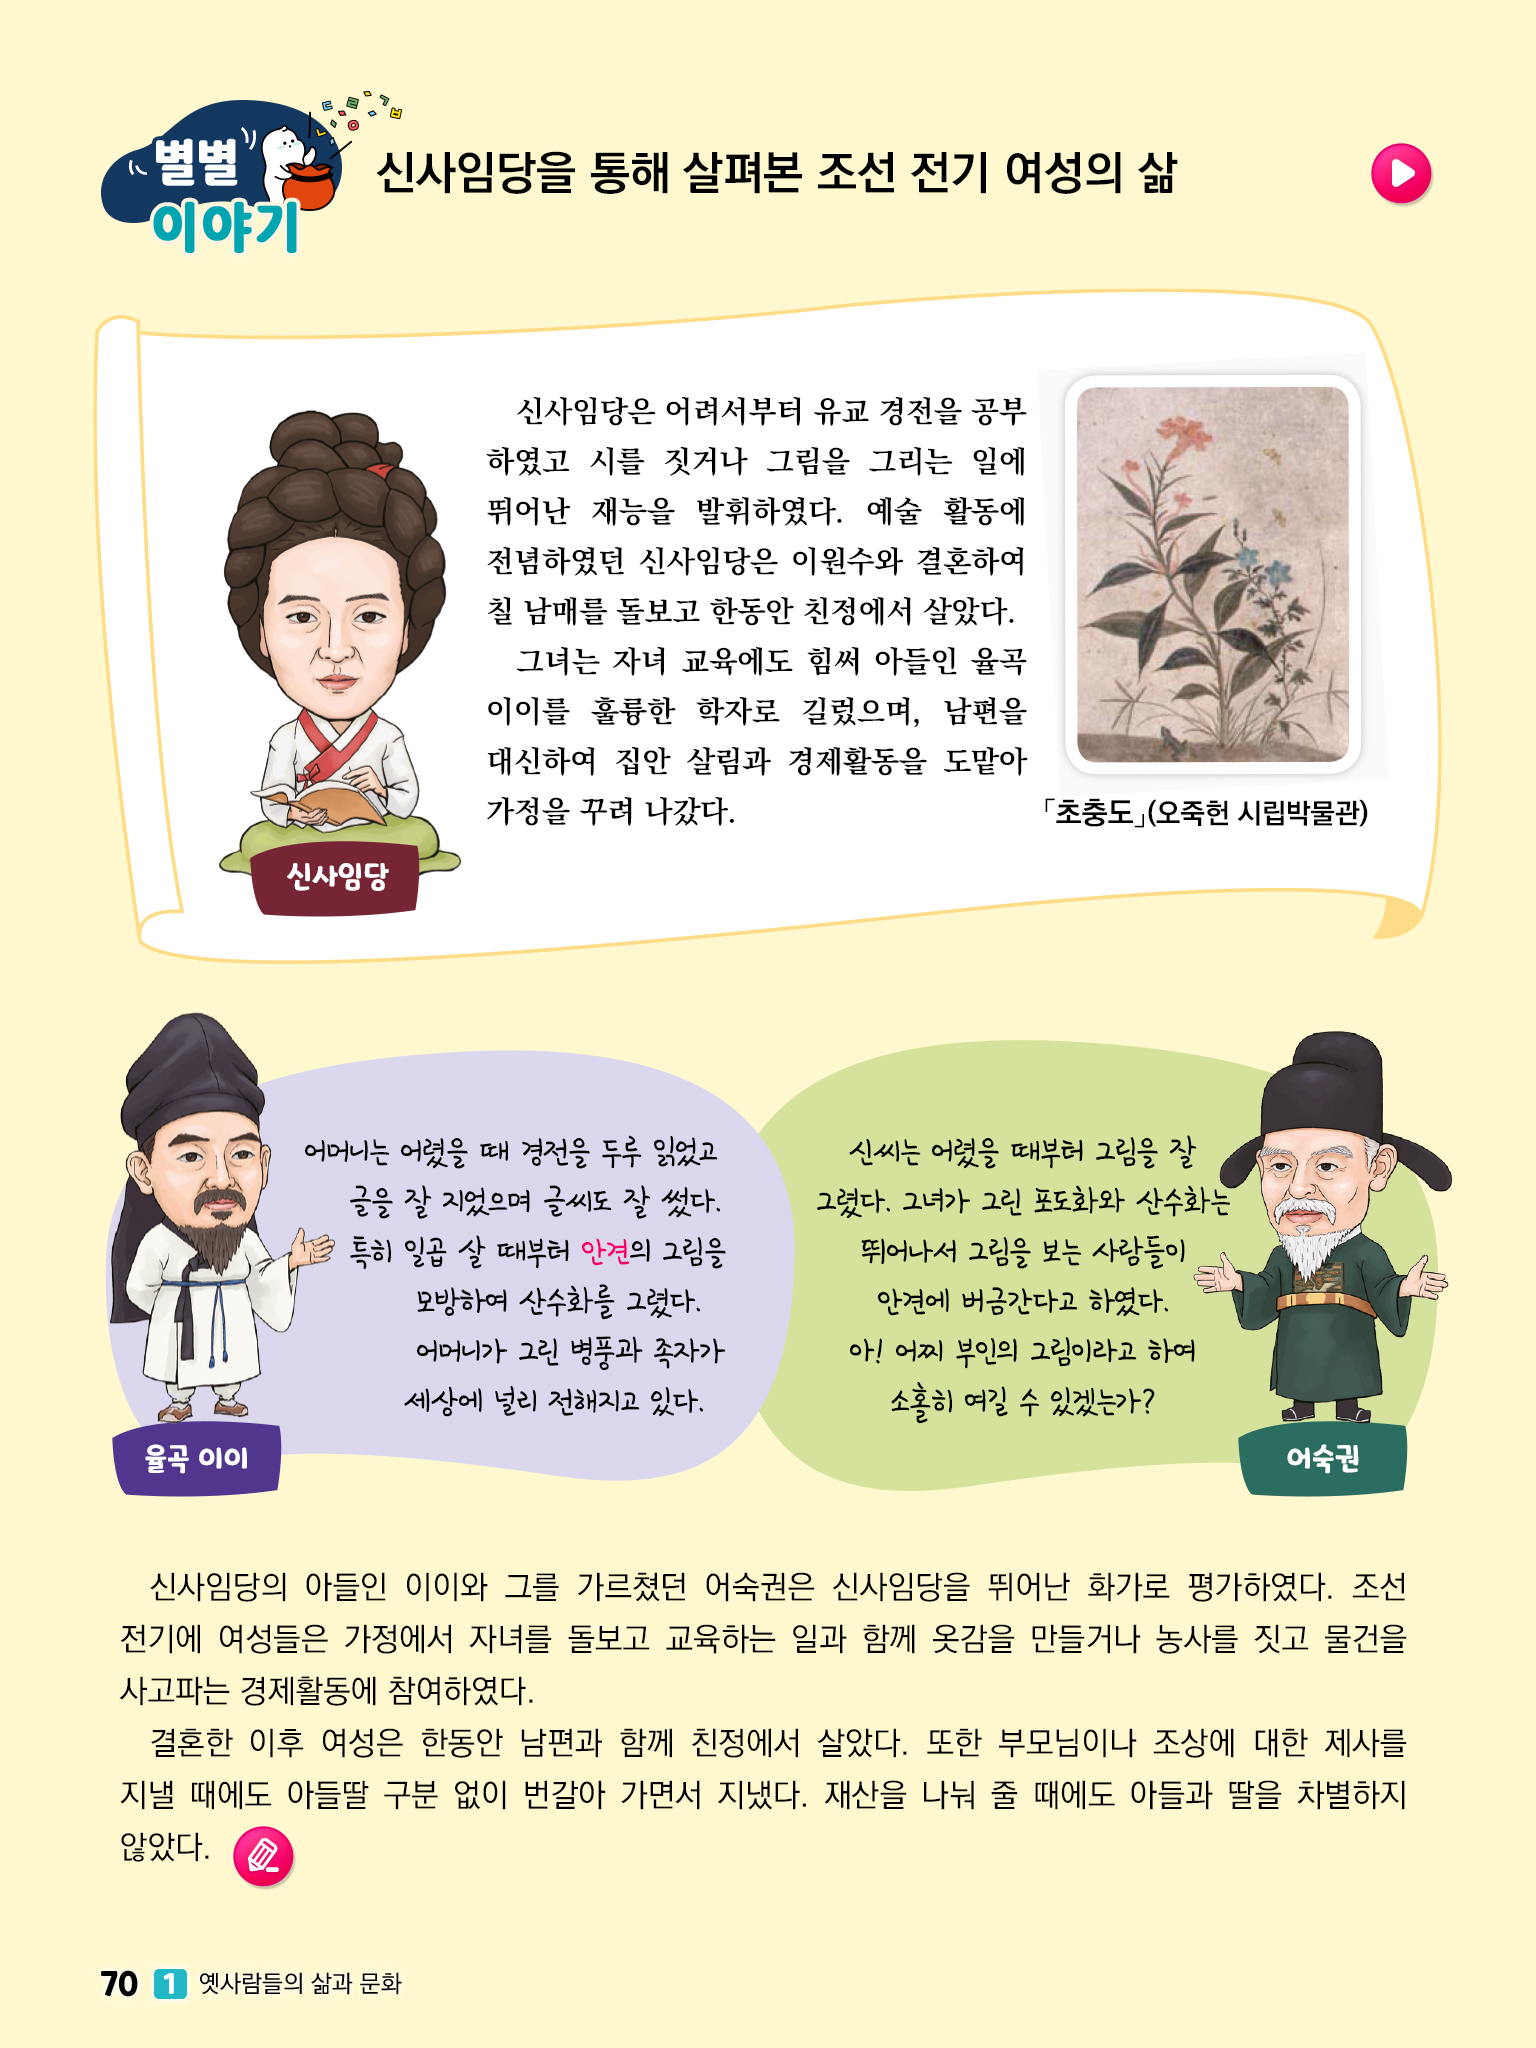 별별
이야기
신사임당을 통해 살펴본 조선 전기 여성의 삶
신사임당은 어려서부터 유교 경전을 공부
하였고 시를 짓거나 그림을 그리는 일에
뛰어난 재능을 발휘하였다. 예술 활동에
전념하였던 신사임당은 이원수와 결혼하여
칠 남매를 돌보고 한동안 친정에서 살았다.
그녀는 자녀 교육에도 힘써 아들인 율곡
이이를 훌륭한 학자로 길렀으며, 남편을
대신하여 집안 살림과 경제활동을 도맡아
가정을 꾸려 나갔다.
「초충도」(오죽헌 시립박물관)
신사임당
어머니는 어렸을 때 경전을 두루 읽었고
글을 잘 지었으며 글씨도 잘 썼다.
특히 일곱 살 때부터 안견의 그림을
모방하여 산수화를 그렸다.
어머니가 그린 병풍과 족자가
세상에 널리 전해지고 있다.
율곡 이이
신씨는 어렸을 때부터 그림을 잘
그렸다. 그녀가 그린 포도화와 산수화는
뛰어나서 그림을 보는 사람들이
안견에 버금간다고 하였다.
아! 어찌 부인의 그림이라고 하여
소홀히 여길 수 있겠는가?
어숙권
신사임당의 아들인 이이와 그를 가르쳤던 어숙권은 신사임당을 뛰어난 화가로 평가하였다. 조선
전기에 여성들은 가정에서 자녀를 돌보고 교육하는 일과 함께 옷감을 만들거나 농사를 짓고 물건을
사고파는 경제활동에 참여하였다.
결혼한 이후 여성은 한동안 남편과 함께 친정에서 살았다. 또한 부모님이나 조상에 대한 제사를
지낼 때에도 아들딸 구분 없이 번갈아 가면서 지냈다. 재산을 나눠 줄 때에도 아들과 딸을 차별하지
않았다.
70 1 옛사람들의 삶과 문화